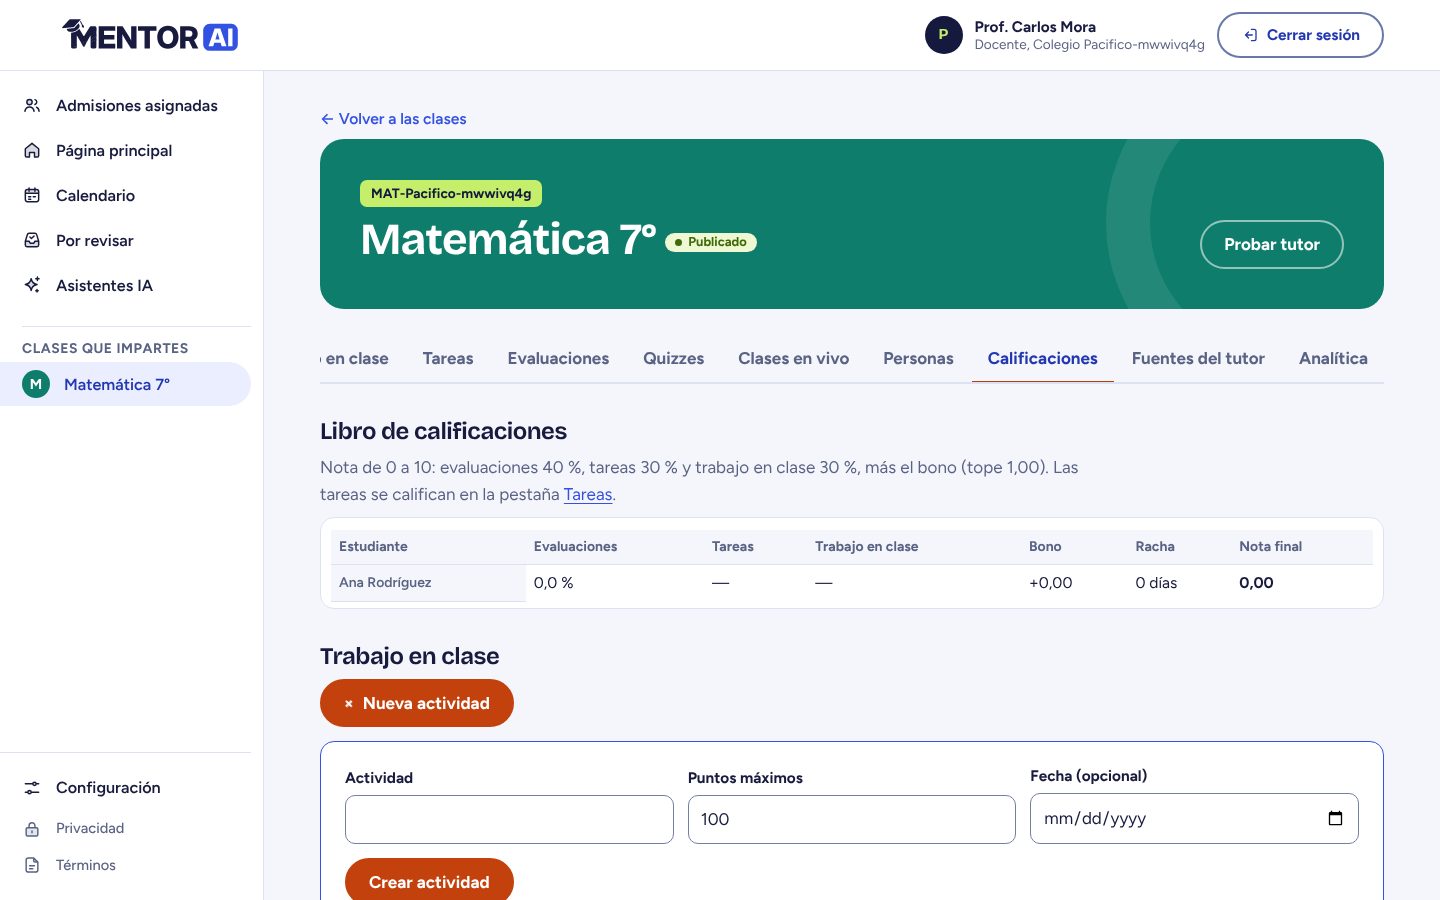 MENTOR AI
Prof. Carlos Mora
Docente, Colegio Pacifico-mwwivq4g
P
Cerrar sesión
Admisiones asignadas
Página principal
Calendario
Por revisar
Asistentes IA
CLASES QUE IMPARTES
M Matemática 7°
Configuración
Privacidad
Términos
← Volver a las clases
MAT-Pacifico-mwwivq4g
Matemática 7° Publicado
Probar tutor
en clase Tareas Evaluaciones Quizzes Clases en vivo Personas Calificaciones Fuentes del tutor Analítica
Libro de calificaciones
Nota de 0 a 10: evaluaciones 40 %, tareas 30 % y trabajo en clase 30 %, más el bono (tope 1,00). Las
tareas se califican en la pestaña Tareas.
Estudiante Evaluaciones Tareas Trabajo en clase Bono Racha Nota final
Ana Rodríguez 0,0 % — — +0,00 0 días 0,00
Trabajo en clase
× Nueva actividad
Actividad Puntos máximos Fecha (opcional)
100 mm/dd/yyyy
Crear actividad